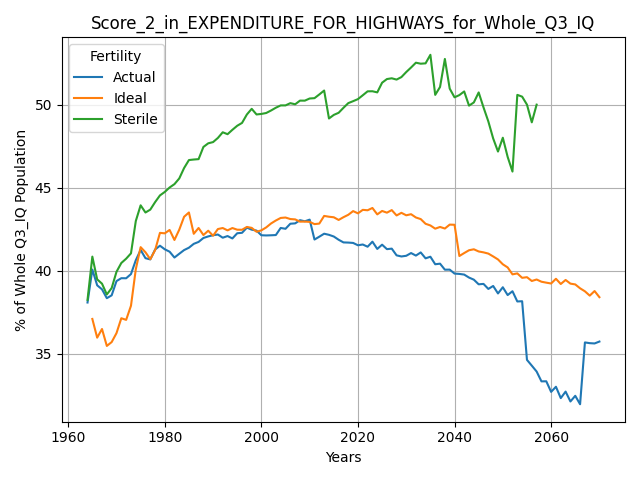 Score_2_in_EXPENDITURE_FOR_HIGHWAYS_for_Whole_Q3_IQ
Fertility
Actual
Ideal
Sterile
% of Whole Q3_IQ Population
50
45
40
35
1960
1980
2000
2020
2040
2060
Years